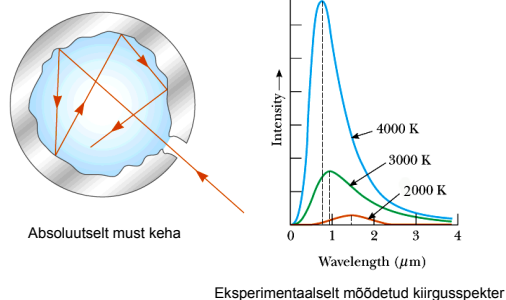 Absoluutselt must keha
Intensity
4000 K
3000 K
2000 K
0 1 2 3 4
Wavelength (μm)
Eksperimentaalselt mõõdetud kiirgusspekter